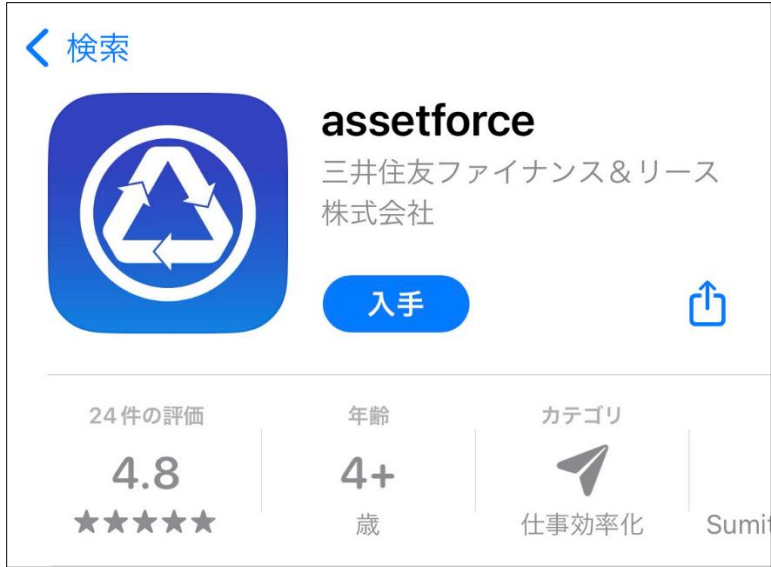 検索
assetforce
三井住友ファイナンス&リース
株式会社
入手
24件の評価
4.8
★★★★★
年齢
4+
歳
カテゴリ
仕事効率化
Sumit